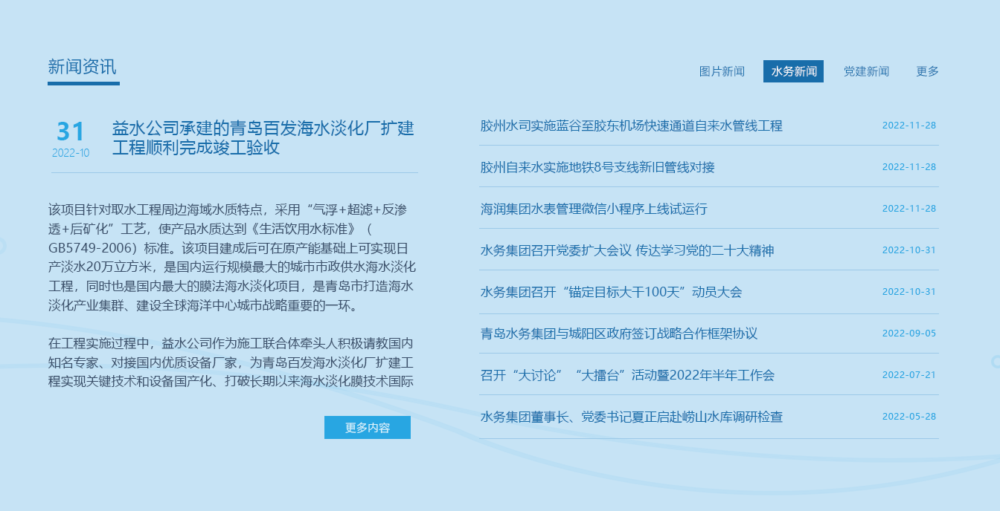 新闻资讯
图片新闻 水务新闻 党建新闻 更多
31
2022-10
益水公司承建的青岛百发海水淡化厂扩建
工程顺利完成竣工验收
该项目针对取水工程周边海域水质特点，采用“气浮+超滤+反渗
透+后矿化”工艺，使产品水质达到《生活饮用水标准》（
GB5749-2006）标准。该项目建成后可在原产能基础上可实现日
产淡水20万立方米，是国内运行规模最大的城市市政供水海水淡化
工程，同时也是国内最大的膜法海水淡化项目，是青岛市打造海水
淡化产业集群、建设全球海洋中心城市战略重要的一环。
在工程实施过程中，益水公司作为施工联合体牵头人积极请教国内
知名专家、对接国内优质设备厂家，为青岛百发海水淡化厂扩建工
程实现关键技术和设备国产化、打破长期以来海水淡化膜技术国际
更多内容
胶州水司实施蓝谷至胶东机场快速通道自来水管线工程 2022-11-28
胶州自来水实施地铁8号支线新旧管线对接 2022-11-28
海润集团水表管理微信小程序上线试运行 2022-11-28
水务集团召开党委扩大会议 传达学习党的二十大精神 2022-10-31
水务集团召开“锚定目标大干100天”动员大会 2022-10-31
青岛水务集团与城阳区政府签订战略合作框架协议 2022-09-05
召开“大讨论”“大擂台”活动暨2022年半年工作会 2022-07-21
水务集团董事长、党委书记夏正启赴崂山水库调研检查 2022-05-28